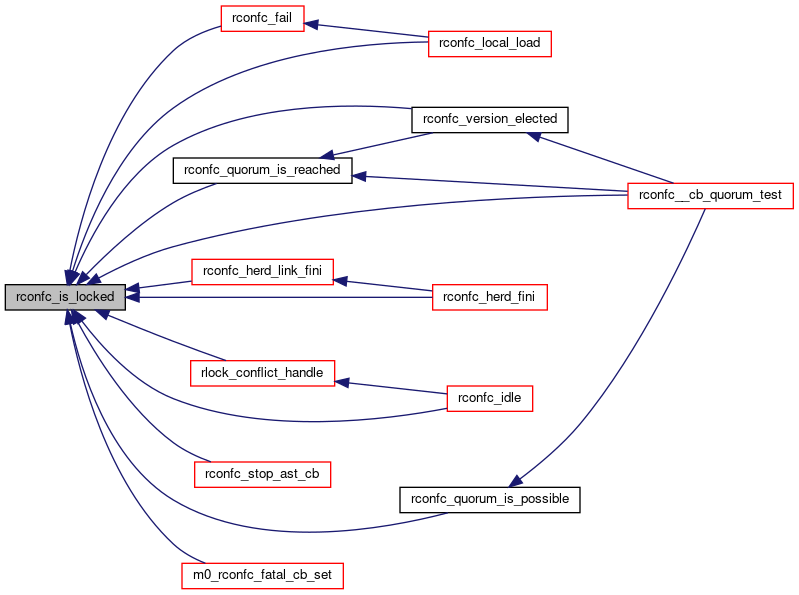 rconfc_fail
rconfc_local_load
rconfc_version_elected
rconfc_quorum_is_reached
rconfc__cb_quorum_test
rconfc_herd_link_fini
rconfc_is_locked
rconfc_herd_fini
rlock_conflict_handle
rconfc_idle
rconfc_stop_ast_cb
rconfc_quorum_is_possible
m0_rconfc_fatal_cb_set